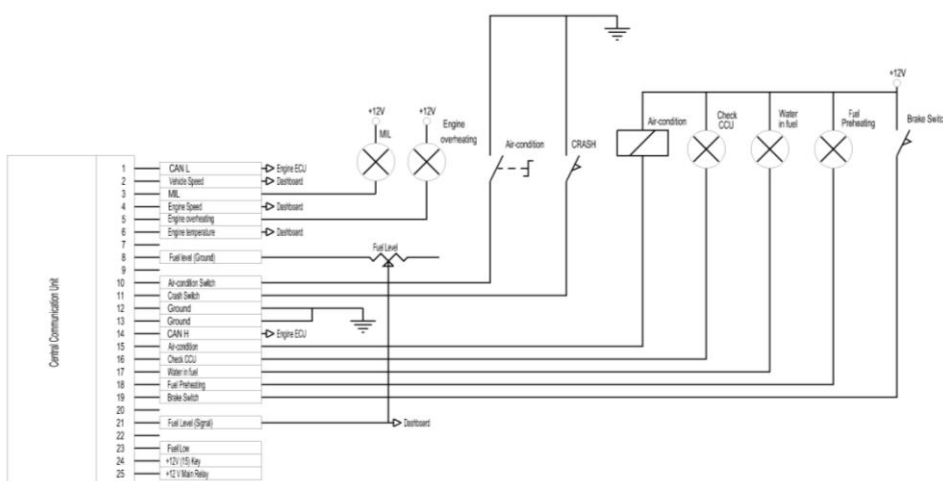 +12V
+12V
+12V
MIL
Engine
overheating
Air-condition
CRASH
Air-condition
Check
CCU
Water
in fuel
Fuel
Preheating
Brake Switc
Central Communication Unit
1 CAN L Engine ECU
2 Vehicle Speed Dashboard
3 MIL
4 Engine Speed Dashboard
5 Engine overheating
6 Engine temperature Dashboard
7
8 Fuel level (Ground) Fuel Level
9
10 Air-condition Switch
11 Crash Switch
12 Ground
13 Ground
14 CAN H Engine ECU
15 Air-condition
16 Check CCU
17 Water in fuel
18 Fuel Preheating
19 Brake Switch
20
21 Fuel Level (Signal) Dashboard
22
23 Fuel Low
24 +12V (15) Key
25 +12 V Main Relay